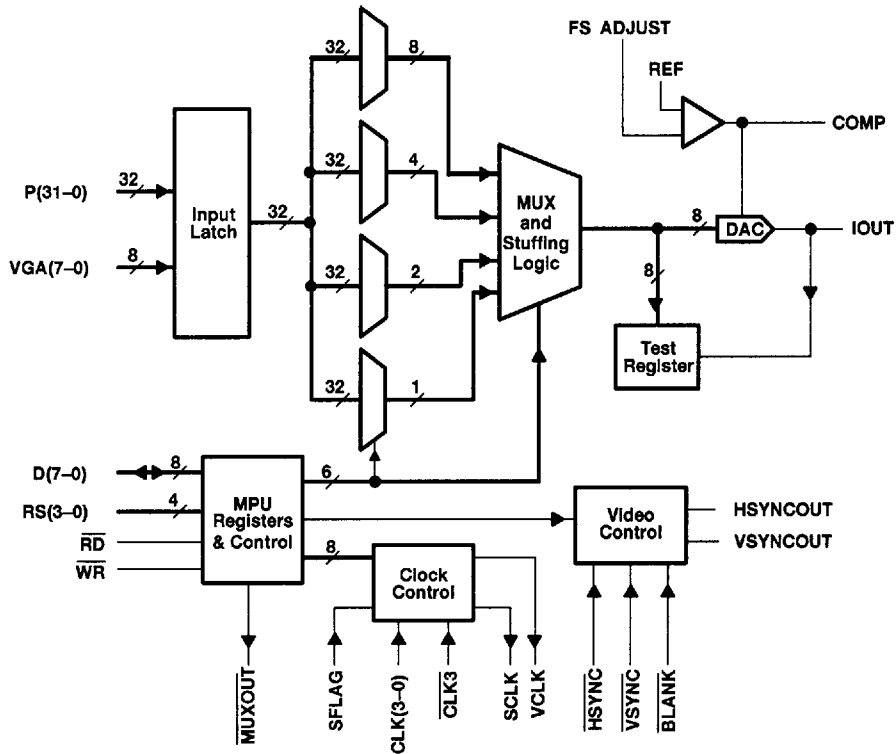 FS ADJUST
REF
COMP
32
8
P(31–0)
32
Input
Latch
32
32
4
MUX
and
Stuffing
Logic
8
DAC
IOUT
VGA(7–0)
8
32
2
8
Test
Register
32
1
D(7–0)
8
RS(3–0)
4
RD
WR
MPU
Registers
& Control
6
8
Clock
Control
Video
Control
HSYNCOUT
VSYNCOUT
MUXOUT
SFLAG
CLK(3–0)
CLK3
SCLK
VCLK
HSYNC
VSYNC
BLANK